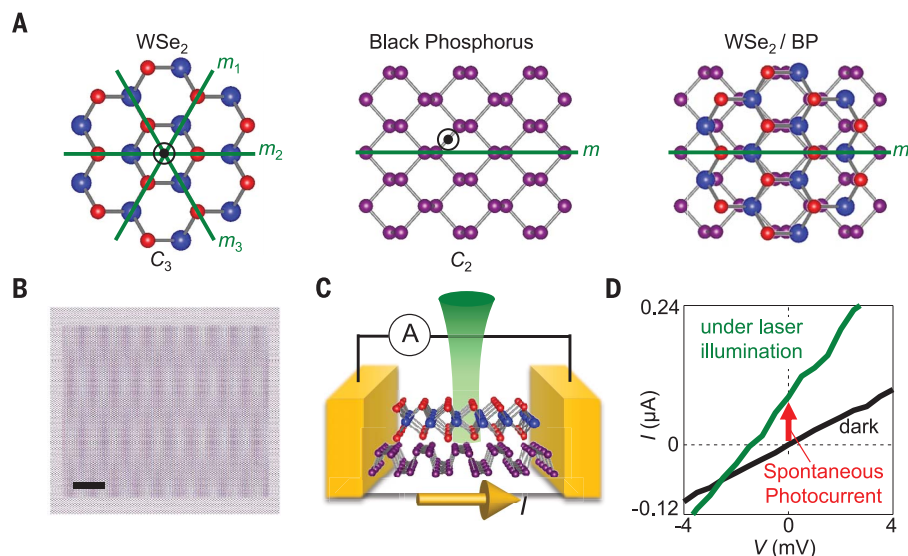 A
WSe2
Black Phosphorus
WSe2 / BP
m1
m2
m3
C3
m
C2
m
B
C
A
I
D
0.24
0
-0.12
I (μA)
under laser
illumination
dark
Spontaneous
Photocurrent
-4
0
4
V (mV)